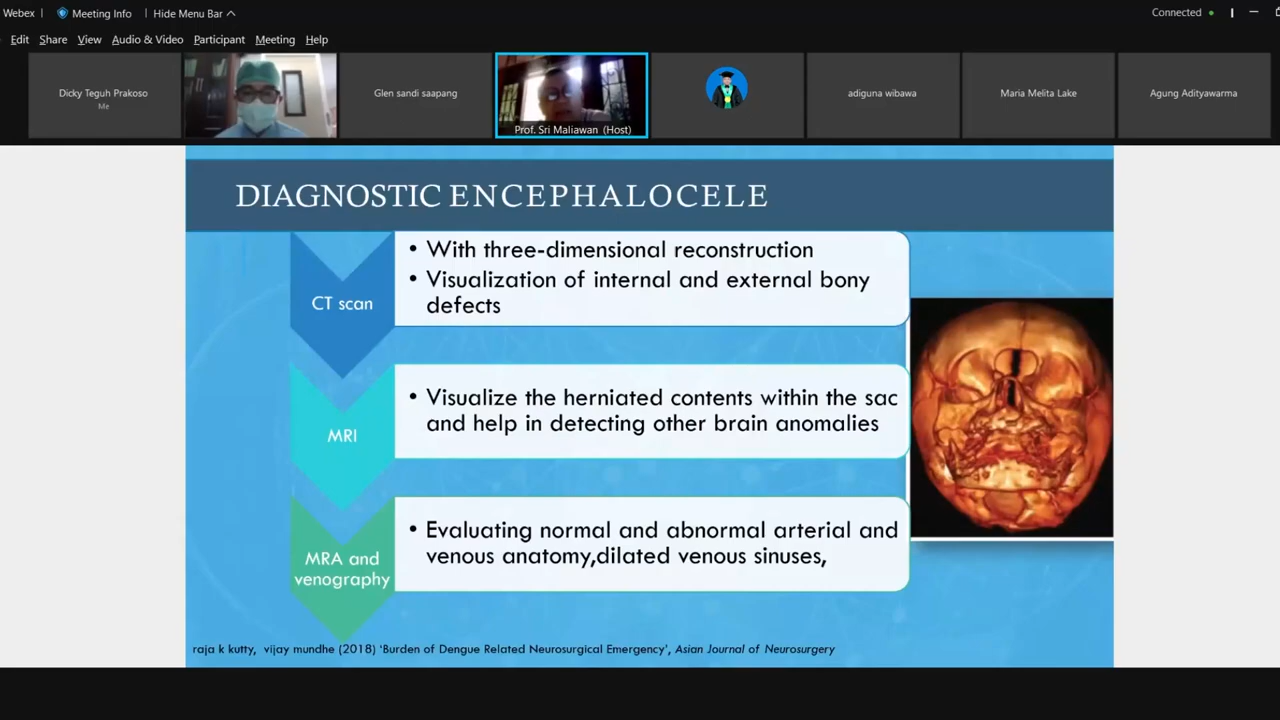 Webex
Meeting Info
Hide Menu Bar
Connected
Edit Share View Audio & Video Participant Meeting Help
Dicky Teguh Prakoso
Me
Glen sandi saapang
Prof. Sri Maliawan (Host)
adiguna wibawa
Maria Melita Lake
Agung Adityawarma
DIAGNOSTIC ENCEPHALOCELE
CT scan
• With three-dimensional reconstruction
• Visualization of internal and external bony
defects
MRI
• Visualize the herniated contents within the sac
and help in detecting other brain anomalies
MRA and
venography
• Evaluating normal and abnormal arterial and
venous anatomy,dilated venous sinuses,
raja k kutty, vijay mundhe (2018) ‘Burden of Dengue Related Neurosurgical Emergency’, Asian Journal of Neurosurgery